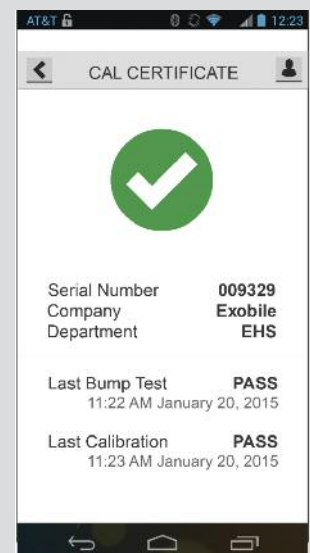 AT&T 12:23
CAL CERTIFICATE
Serial Number 009329
Company Exobile
Department EHS
Last Bump Test PASS
11:22 AM January 20, 2015
Last Calibration PASS
11:23 AM January 20, 2015